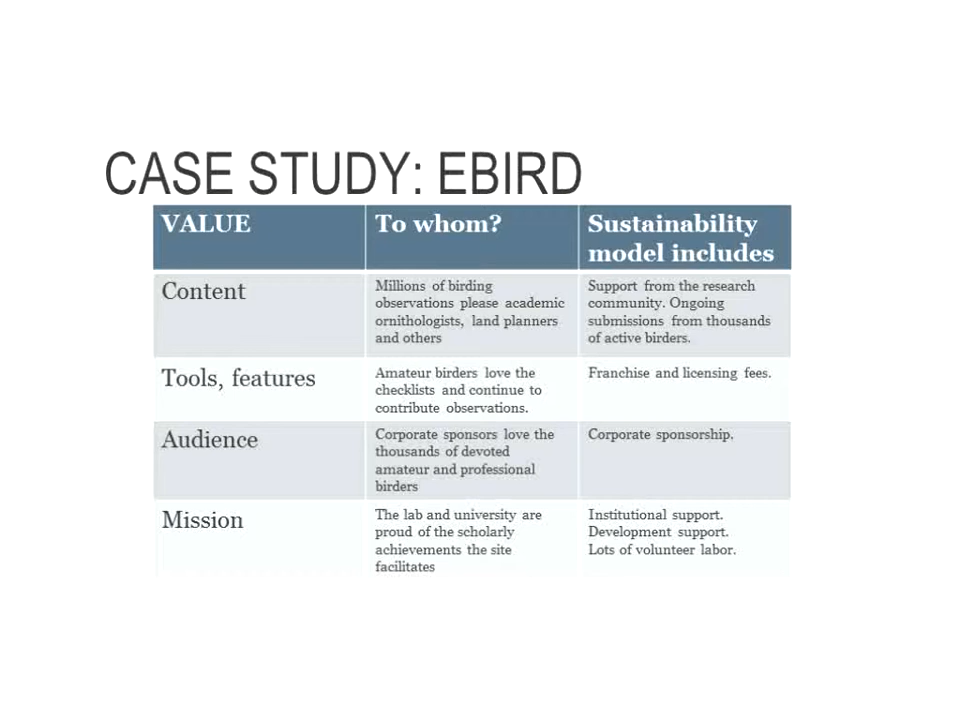 CASE STUDY: EBIRD
VALUE
To whom?
Sustainability
model includes
Content
Millions of birding
observations please academic
ornithologists, land planners
and others
Support from the research
community. Ongoing
submissions from thousands
of active birders.
Tools, features
Amateur birders love the
checklists and continue to
contribute observations.
Franchise and licensing fees.
Audience
Corporate sponsors love the
thousands of devoted
amateur and professional
birders
Corporate sponsorship.
Mission
The lab and university are
proud of the scholarly
achievements the site
facilitates
Institutional support.
Development support.
Lots of volunteer labor.